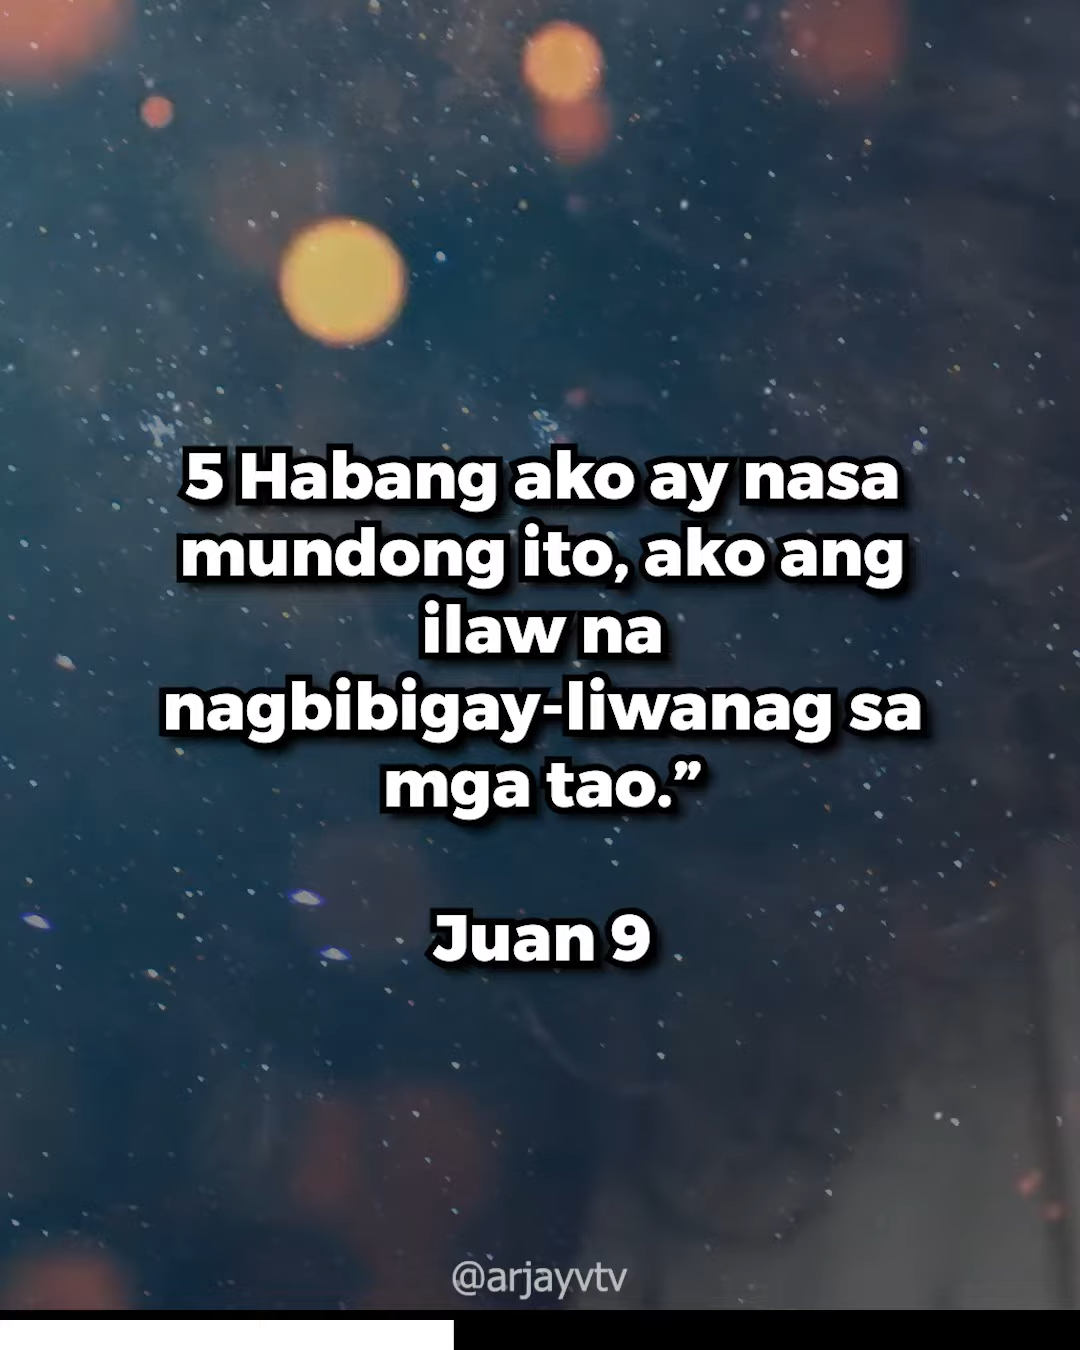 5 Habang ako ay nasa
mundong ito, ako ang
ilaw na
nagbibigay-liwanag sa
mga tao.”
Juan 9
@arjayvtv